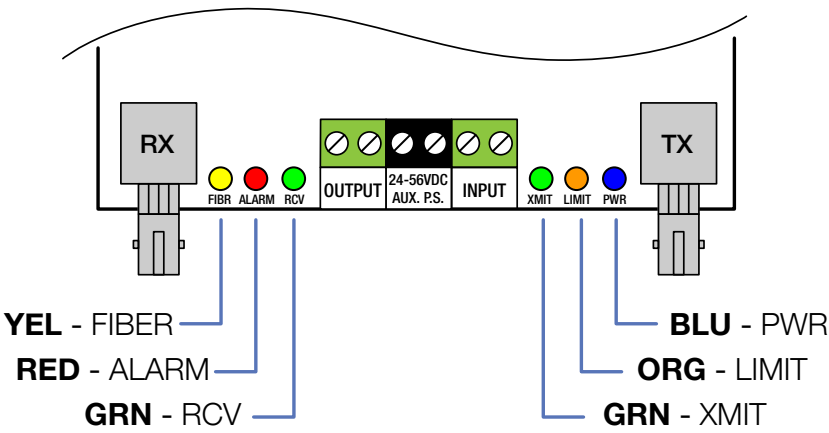 RX
TX
FIBR ALARM RCV
OUTPUT
24-56VDC
AUX. P.S.
INPUT
XMIT LIMIT PWR
YEL - FIBER
BLU - PWR
RED - ALARM
ORG - LIMIT
GRN - RCV
GRN - XMIT